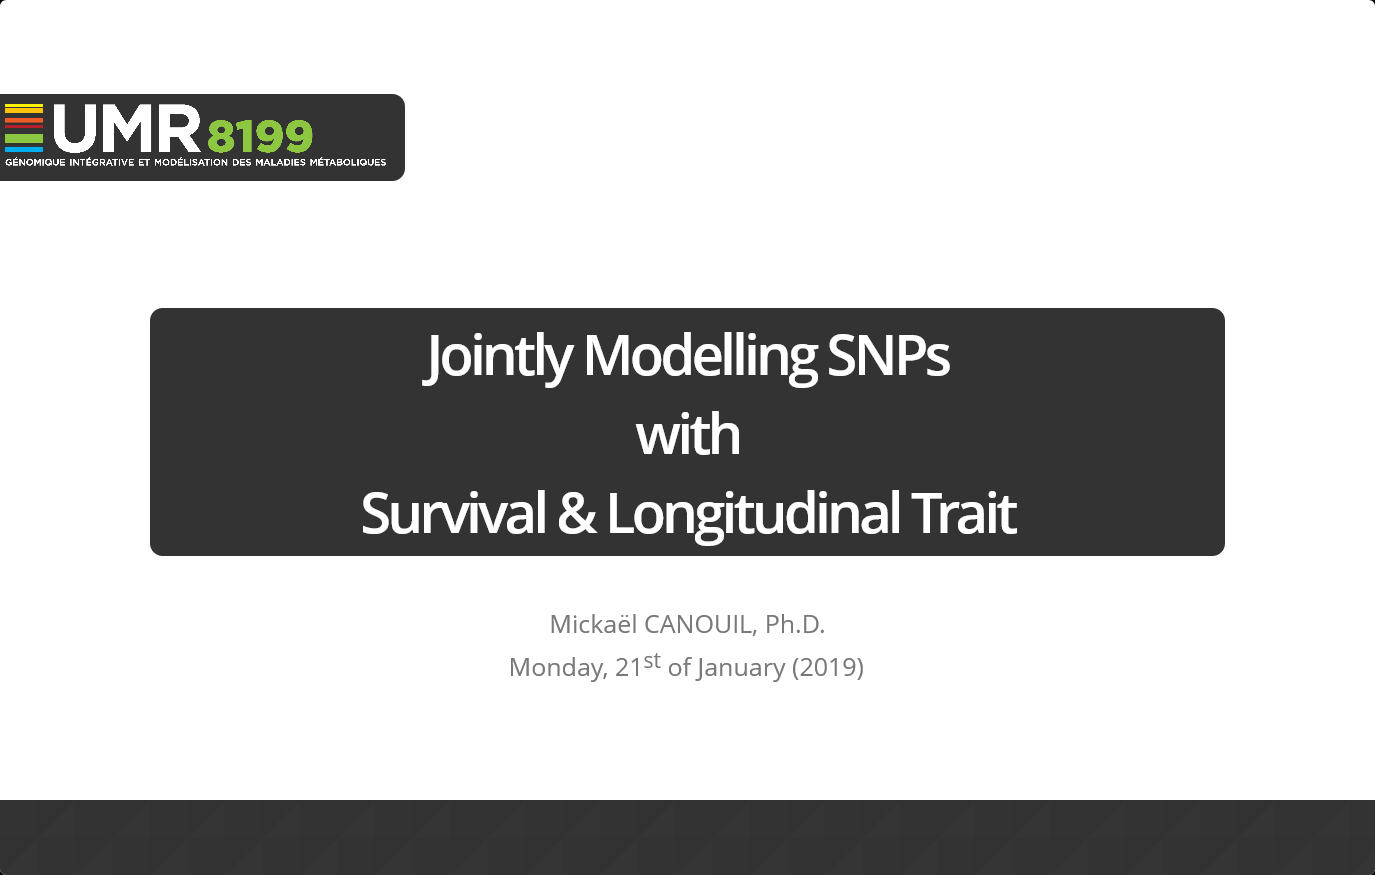 UMR 8199
GÉNOMIQUE INTÉGRATIVE ET MODÉLISATION DES MALADIES MÉTABOLIQUES
Jointly Modelling SNPs
with
Survival & Longitudinal Trait
Mickaël CANOUIL, Ph.D.
Monday, 21st of January (2019)